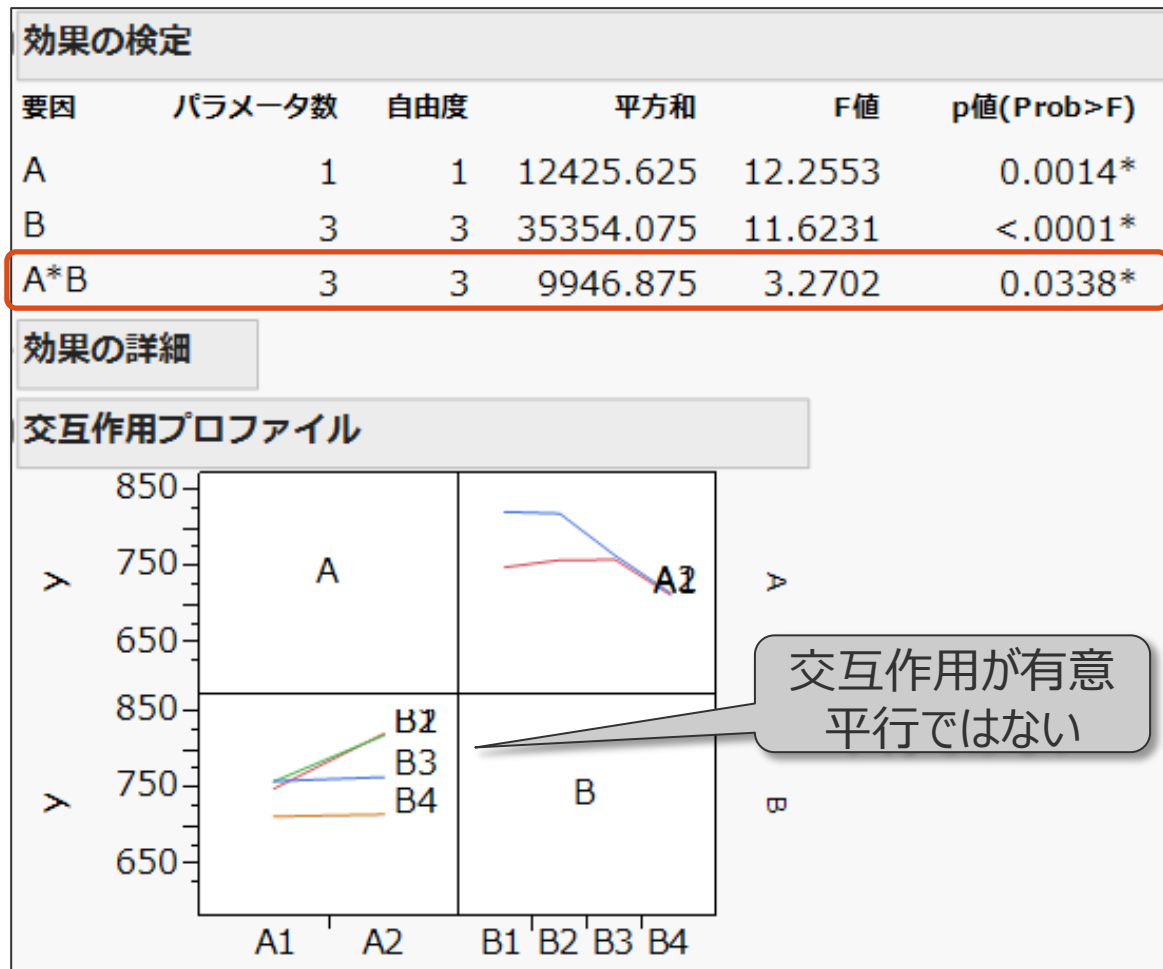 効果の検定
要因 パラメータ数 自由度 平方和 F値 p値(Prob>F)
A 1 1 12425.625 12.2553 0.0014*
B 3 3 35354.075 11.6231 <.0001*
A*B 3 3 9946.875 3.2702 0.0338*
効果の詳細
交互作用プロファイル
850
y 750 A A
650
交互作用が有意
平行ではない
850
B3
y 750 B4 B B
650
A1 A2 B1 B2 B3 B4